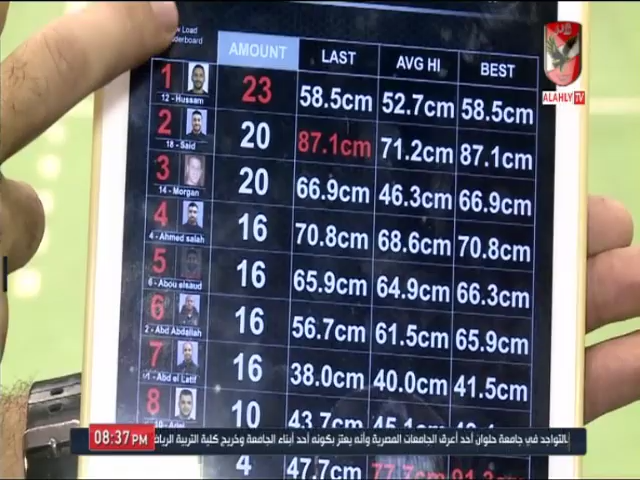 Load
AMOUNT LAST AVG HI BEST
1 23 58.5cm 52.7cm 58.5cm
12 - Hussam
2 20 87.1cm 71.2cm 87.1cm
18 - Said
3 20 66.9cm 46.3cm 66.9cm
14 - Morgan
4 16 70.8cm 68.6cm 70.8cm
4 - Ahmed salah
5 16 65.9cm 64.9cm 66.3cm
6 - Abou elsaud
6 16 56.7cm 61.5cm 65.9cm
2 - Abd Abdallah
7 16 38.0cm 40.0cm 41.5cm
Abd el Latif
8 10 43.7cm
4 47.7cm
ALAHLY TV
08:37 PM
بالتواجد في جامعة حلوان أحد أعرق الجامعات المصرية وأنه يعتز بكونه أحد أبناء الجامعة وخريج كلية التربية